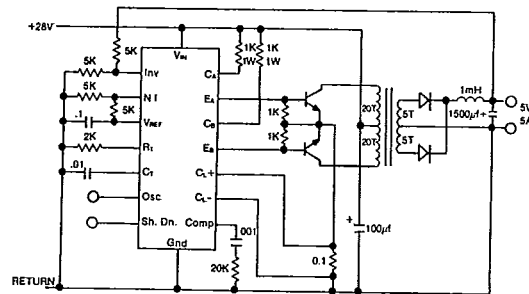 +28V
5K
5K
Inv
VIN
1K
1W
1K
1W
CA
5K
NI
5K
EA
1K
.1
VREF
CB
2K
RT
1K
EB
.01
CT
CL+
Osc
CL-
Sh. Dn.
Comp
Gnd
001
20K
0.1
+
100µf
20T
20T
5T
5T
1mH
1500µf+
5V
5A
RETURN